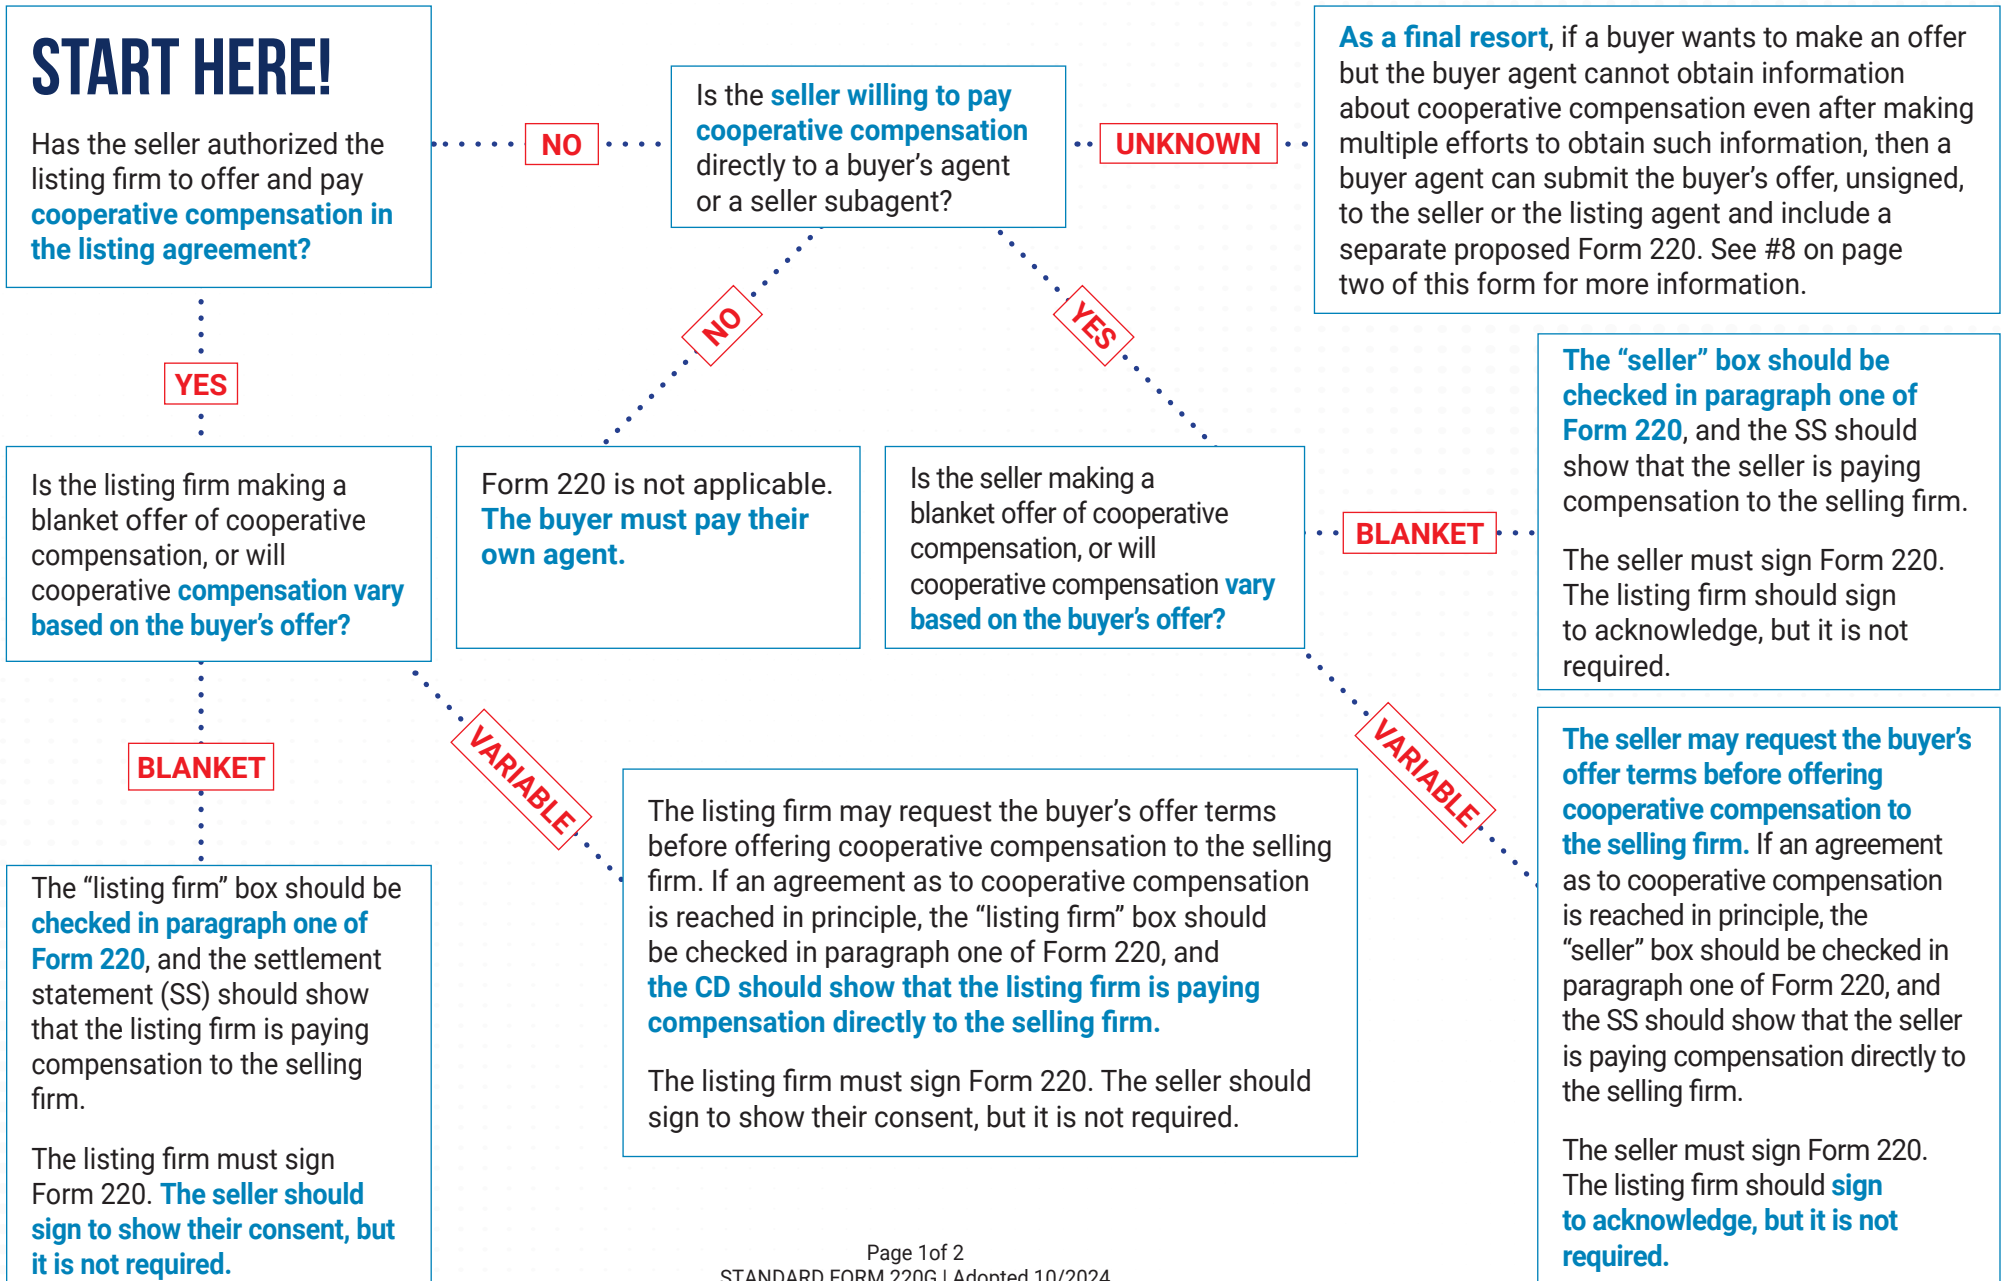 START HERE!
Has the seller authorized the
listing firm to offer and pay
cooperative compensation in
the listing agreement?
NO
Is the seller willing to pay
cooperative compensation
directly to a buyer’s agent
or a seller subagent?
UNKNOWN
As a final resort, if a buyer wants to make an offer
but the buyer agent cannot obtain information
about cooperative compensation even after making
multiple efforts to obtain such information, then a
buyer agent can submit the buyer’s offer, unsigned,
to the seller or the listing agent and include a
separate proposed Form 220. See #8 on page
two of this form for more information.
YES
NO
YES
Is the listing firm making a
blanket offer of cooperative
compensation, or will
cooperative compensation vary
based on the buyer’s offer?
Form 220 is not applicable.
The buyer must pay their
own agent.
Is the seller making a
blanket offer of cooperative
compensation, or will
cooperative compensation vary
based on the buyer’s offer?
BLANKET
The “seller” box should be
checked in paragraph one of
Form 220, and the SS should
show that the seller is paying
compensation to the selling firm.
The seller must sign Form 220.
The listing firm should sign
to acknowledge, but it is not
required.
BLANKET
VARIABLE
VARIABLE
The “listing firm” box should be
checked in paragraph one of
Form 220, and the settlement
statement (SS) should show
that the listing firm is paying
compensation to the selling
firm.
The listing firm must sign
Form 220. The seller should
sign to show their consent, but
it is not required.
The listing firm may request the buyer’s offer terms
before offering cooperative compensation to the selling
firm. If an agreement as to cooperative compensation
is reached in principle, the “listing firm” box should
be checked in paragraph one of Form 220, and
the CD should show that the listing firm is paying
compensation directly to the selling firm.
The listing firm must sign Form 220. The seller should
sign to show their consent, but it is not required.
The seller may request the buyer’s
offer terms before offering
cooperative compensation to
the selling firm. If an agreement
as to cooperative compensation
is reached in principle, the
“seller” box should be checked in
paragraph one of Form 220, and
the SS should show that the seller
is paying compensation directly to
the selling firm.
The seller must sign Form 220.
The listing firm should sign
to acknowledge, but it is not
required.
Page 1of 2
STANDARD FORM 220G | Adopted 10/2024